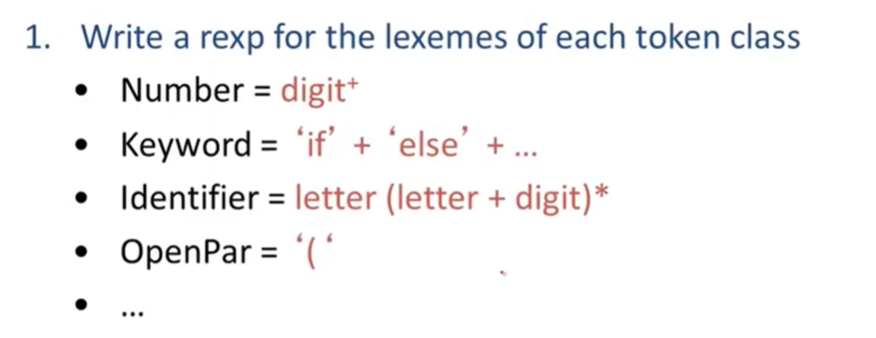 1. Write a rexp for the lexemes of each token class
• Number = digit⁺
• Keyword = ‘if’ + ‘else’ + …
• Identifier = letter (letter + digit)*
• OpenPar = ‘(‘
• …